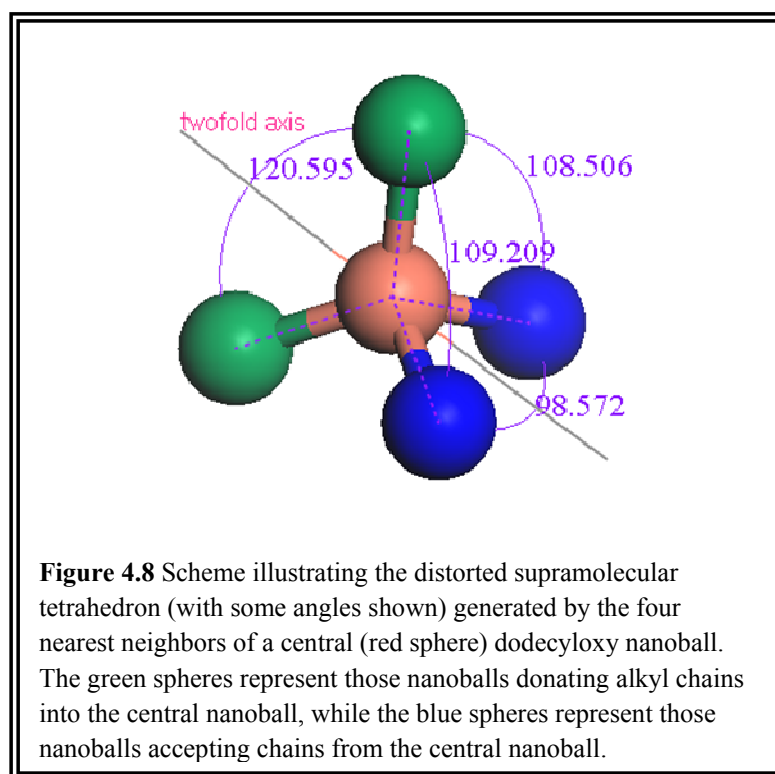 twofold axis
120.595
108.506
109.209
98.572
Figure 4.8 Scheme illustrating the distorted supramolecular
tetrahedron (with some angles shown) generated by the four
nearest neighbors of a central (red sphere) dodecyloxy nanoball.
The green spheres represent those nanoballs donating alkyl chains
into the central nanoball, while the blue spheres represent those
nanoballs accepting chains from the central nanoball.